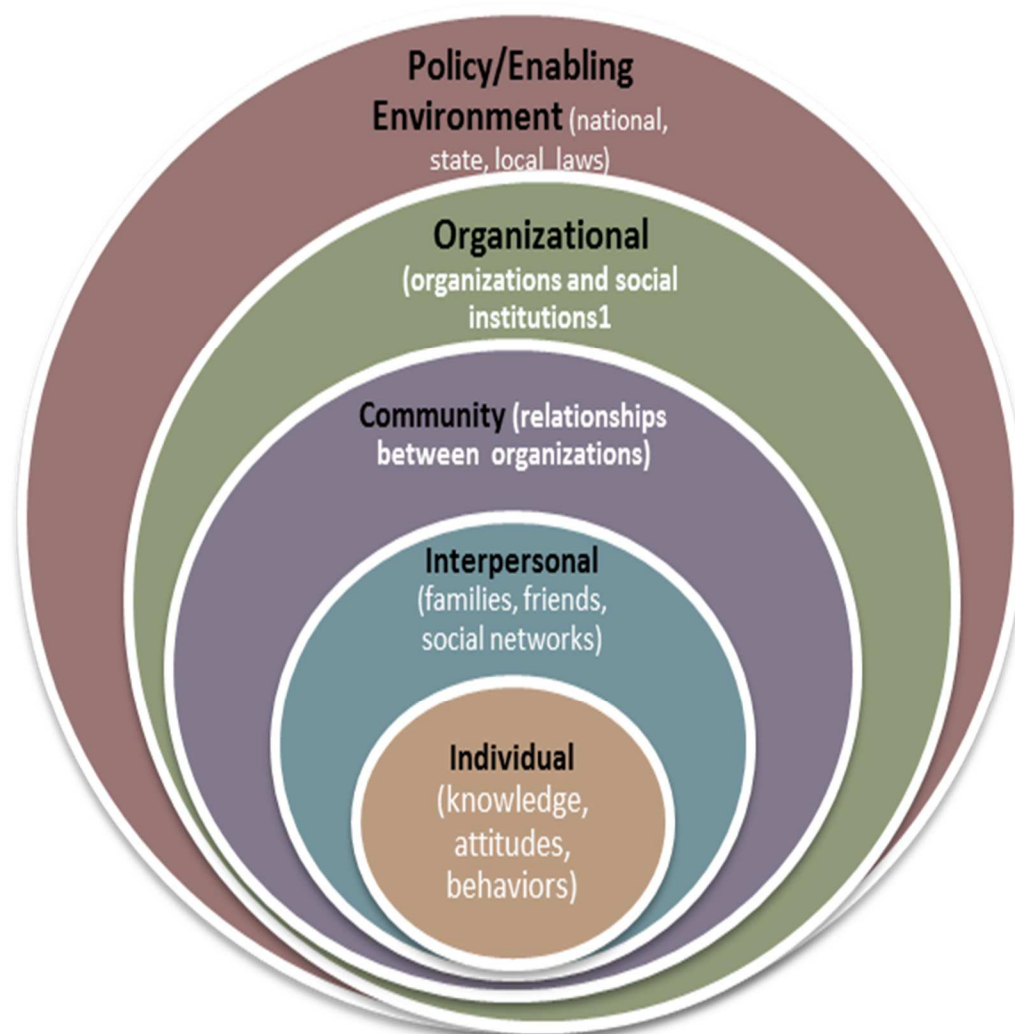 Policy/Enabling
Environment (national,
state, local laws)
Organizational
(organizations and social
institutions1
Community (relationships
between organizations)
Interpersonal
(families, friends,
social networks)
Individual
(knowledge,
attitudes,
behaviors)